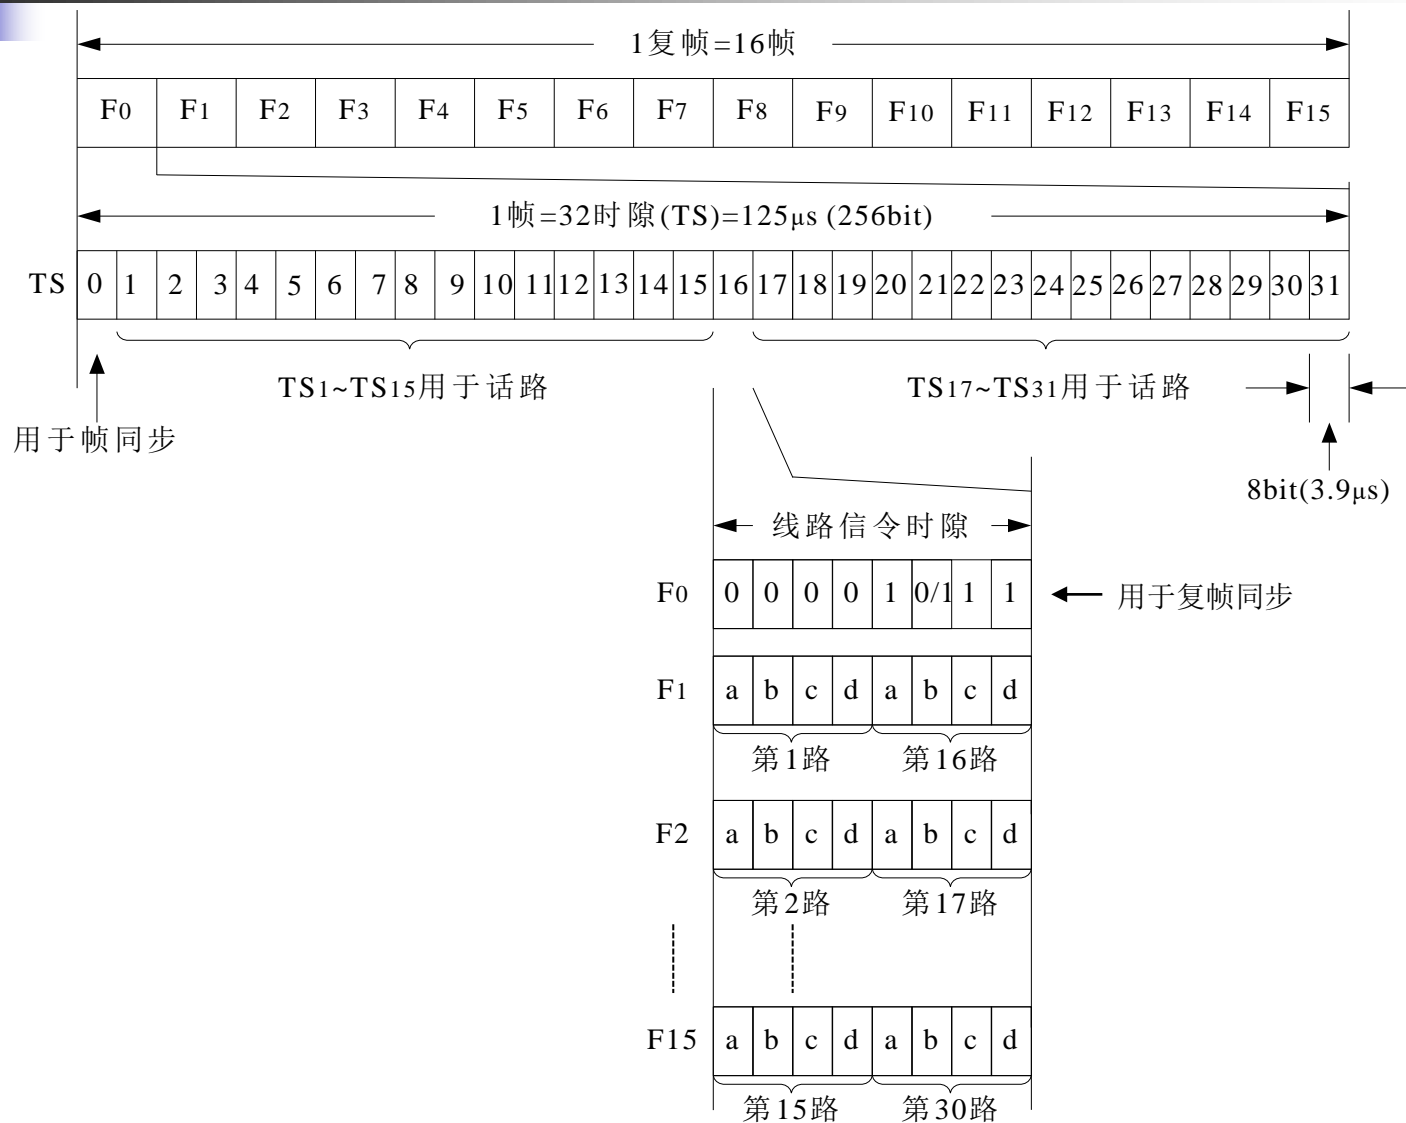 1复帧=16帧
F0 F1 F2 F3 F4 F5 F6 F7 F8 F9 F10 F11 F12 F13 F14 F15
1帧=32时隙(TS)=125μs (256bit)
TS 0 1 2 3 4 5 6 7 8 9 10 11 12 13 14 15 16 17 18 19 20 21 22 23 24 25 26 27 28 29 30 31
TS1~TS15用于话路
TS17~TS31用于话路
用于帧同步
8bit(3.9μs)
线路信令时隙
F0 0 0 0 0 1 0/1 1 1 用于复帧同步
F1 a b c d a b c d
第1路 第16路
F2 a b c d a b c d
第2路 第17路
F15 a b c d a b c d
第15路 第30路